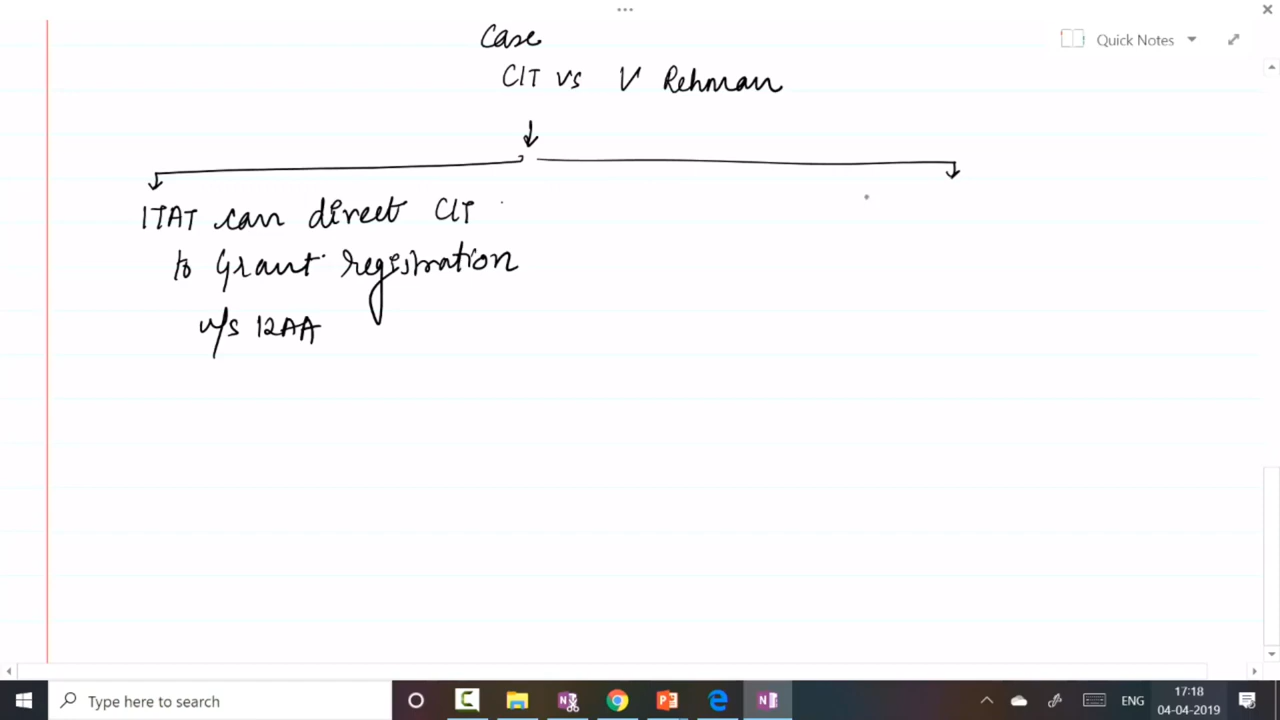 Quick Notes
Case
CIT vs V Rehman
ITAT can direct CIT
to Grant registration
u/s 12AA
Type here to search
ENG
17:18
04-04-2019